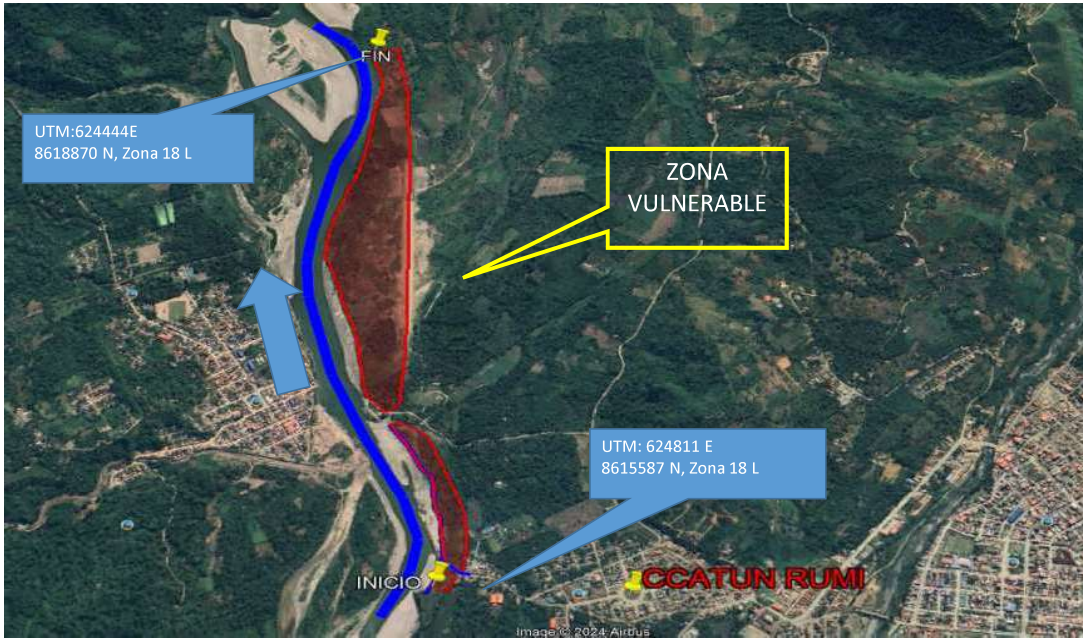 FIN
UTM:624444E
8618870 N, Zona 18 L
ZONA
VULNERABLE
UTM: 624811 E
8615587 N, Zona 18 L
INICIO
CCATUN RUMI
Image © 2024 Airbus